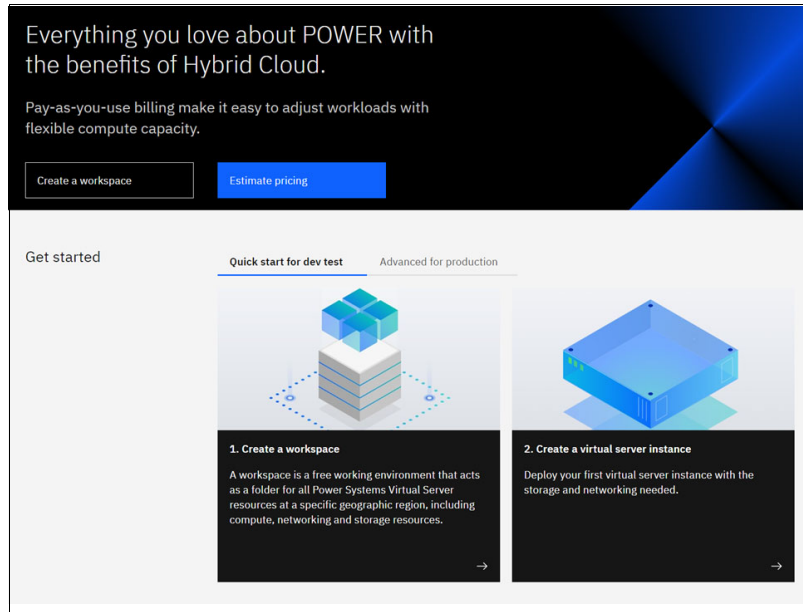 Everything you love about POWER with
the benefits of Hybrid Cloud.
Pay-as-you-use billing make it easy to adjust workloads with
flexible compute capacity.
Create a workspace
Estimate pricing
Get started
Quick start for dev test
Advanced for production
1. Create a workspace
A workspace is a free working environment that acts
as a folder for all Power Systems Virtual Server
resources at a specific geographic region, including
compute, networking and storage resources.
2. Create a virtual server instance
Deploy your first virtual server instance with the
storage and networking needed.